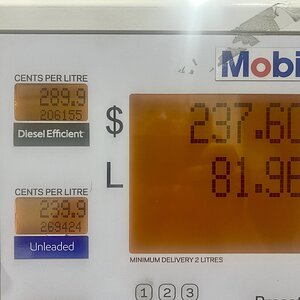 Mobi
CENTS PER LITRE
289.9
206155
Diesel Efficient
$ 237.60
CENTS PER LITRE
L 81.96
239.9
269424
Unleaded
MINIMUM DELIVERY 2 LITRES
1 2 3